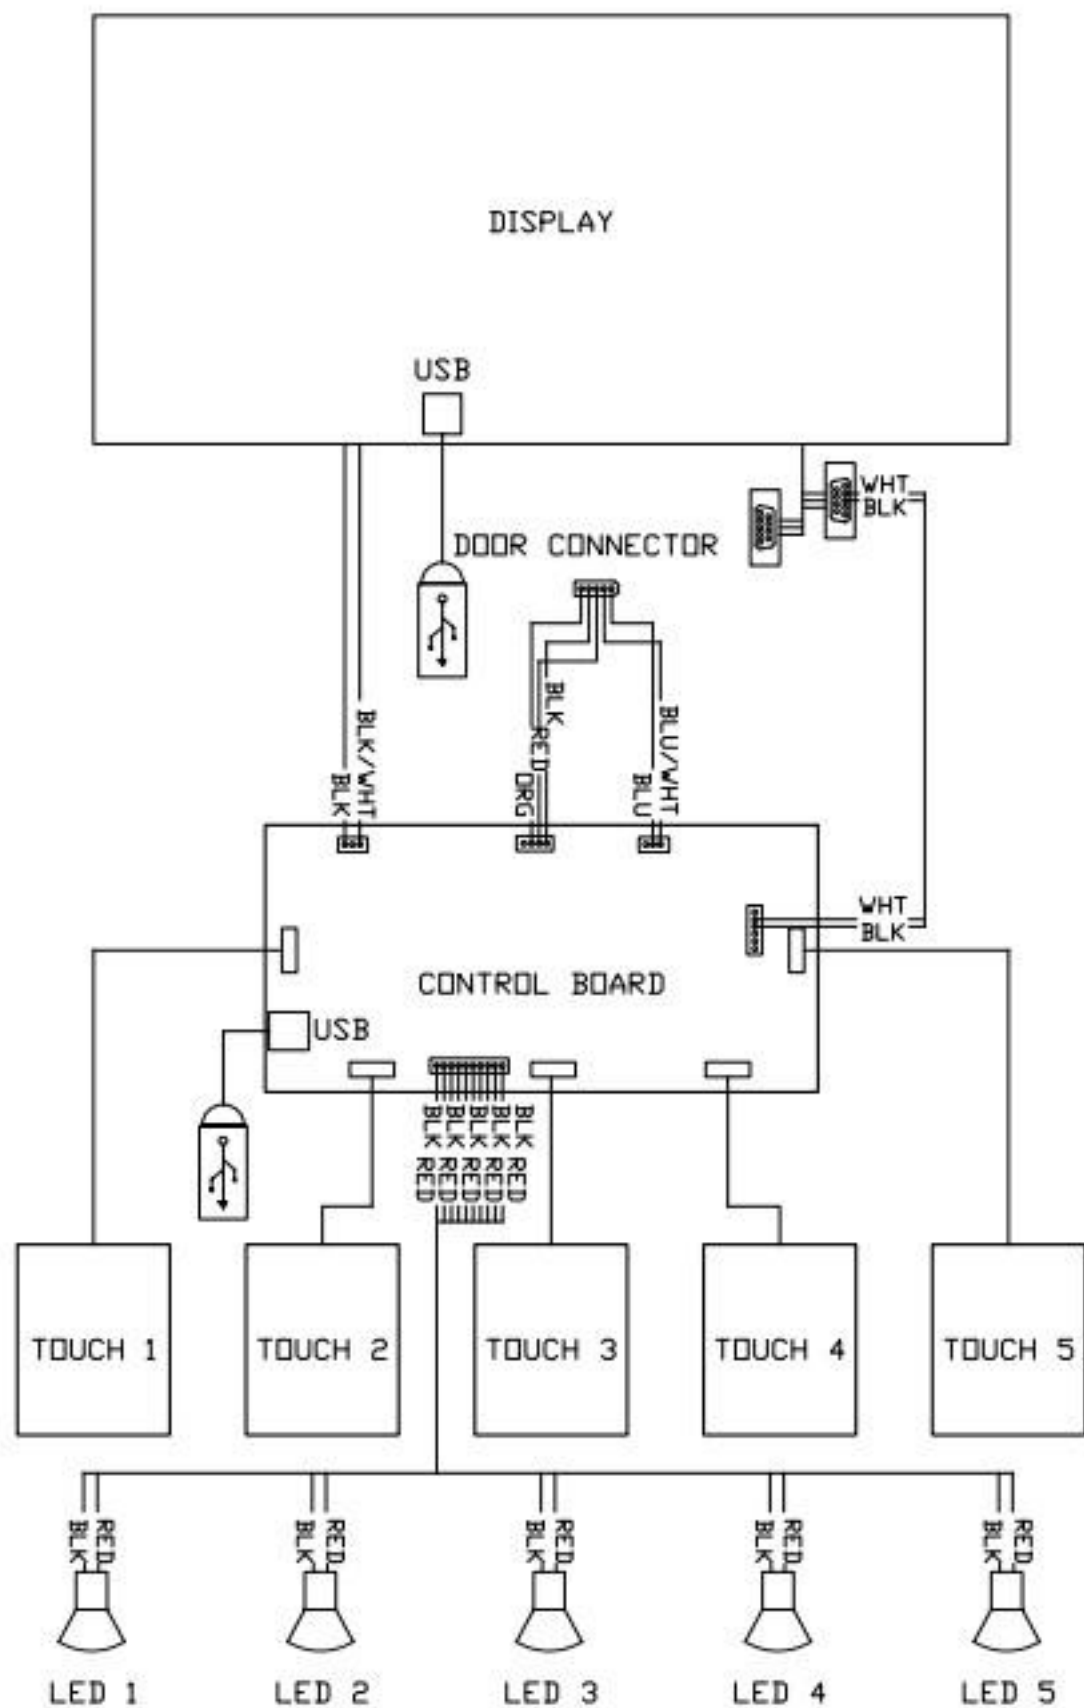 DISPLAY
USB
WHT
BLK
DOOR CONNECTOR
BLK
BLK/WHT
ORG
RED
BLK
BLU
BLU/WHT
WHT
BLK
CONTROL BOARD
USB
BLK BLK BLK BLK BLK
RED RED RED RED RED
TOUCH 1 TOUCH 2 TOUCH 3 TOUCH 4 TOUCH 5
BLK RED BLK RED BLK RED BLK RED BLK RED
LED 1 LED 2 LED 3 LED 4 LED 5